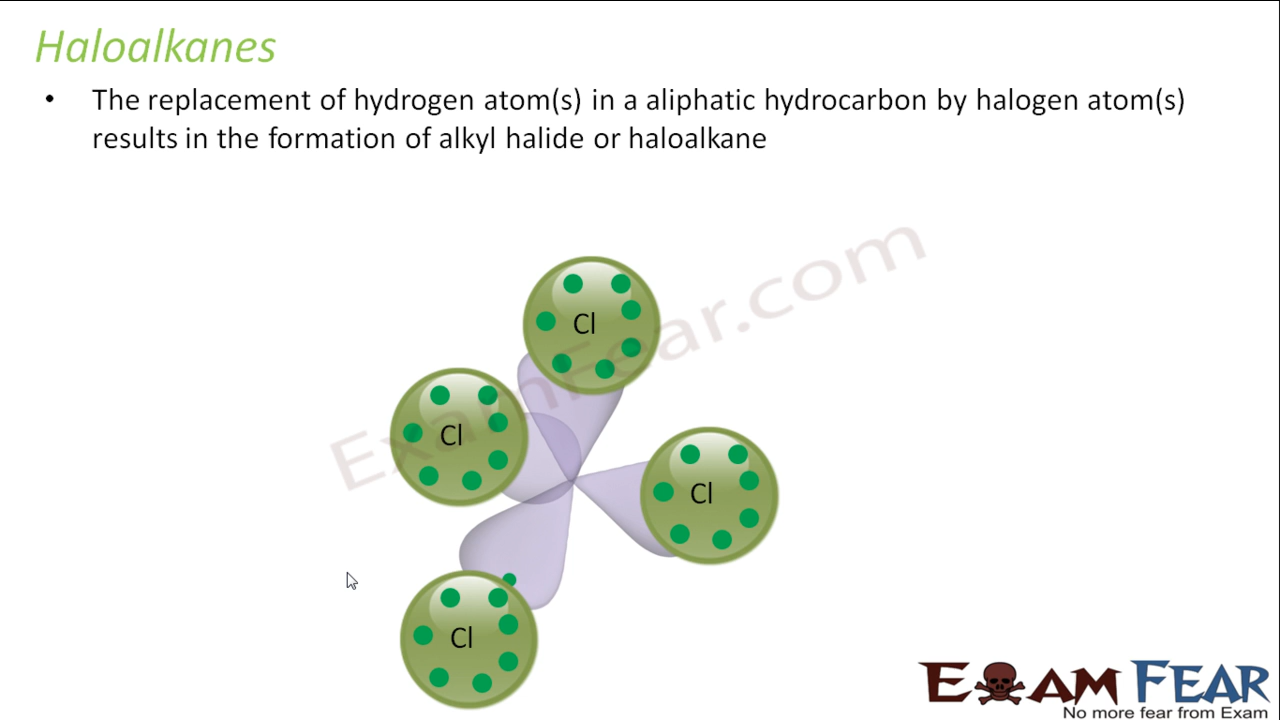 Haloalkanes
• The replacement of hydrogen atom(s) in a aliphatic hydrocarbon by halogen atom(s)
results in the formation of alkyl halide or haloalkane
ExamFear.com
Cl
Cl
Cl
Cl
EXAM FEAR
No more fear from Exam